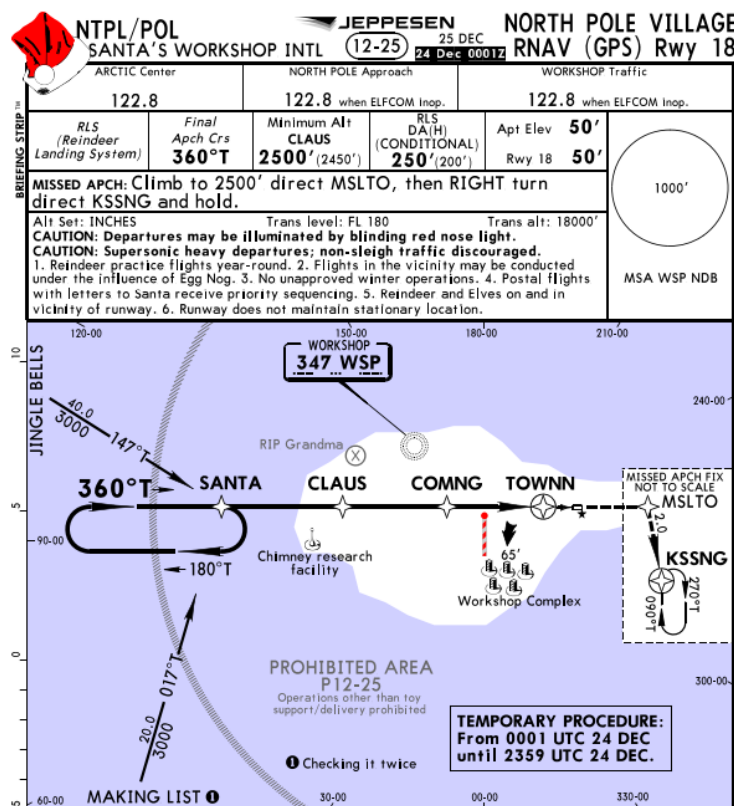 NTPL/POL
SANTA'S WORKSHOP INTL
JEPPESEN
12-25
25 DEC
24 Dec 0001Z
NORTH POLE VILLAGE
RNAV (GPS) Rwy 18
BRIEFING STRIP™
ARCTIC Center
122.8
NORTH POLE Approach
122.8 when ELFCOM Inop.
WORKSHOP Traffic
122.8 when ELFCOM Inop.
RLS
(Reindeer
Landing System)
Final
Apch Crs
360°T
Minimum Alt
CLAUS
2500'(2450')
RLS
DA(H)
(CONDITIONAL)
250'(200')
Apt Elev 50'
Rwy 18 50'
MISSED APCH: Climb to 2500' direct MSLTO, then RIGHT turn
direct KSSNG and hold.
Alt Set: INCHES Trans level: FL 180 Trans alt: 18000'
CAUTION: Departures may be illuminated by blinding red nose light.
CAUTION: Supersonic heavy departures; non-sleigh traffic discouraged.
1. Reindeer practice flights year-round. 2. Flights in the vicinity may be conducted
under the influence of Egg Nog. 3. No unapproved winter operations. 4. Postal flights
with letters to Santa receive priority sequencing. 5. Reindeer and Elves on and in
vicinity of runway. 6. Runway does not maintain stationary location.
1000'
MSA WSP NDB
120-00
150-00
180-00
210-00
10
JINGLE BELLS
40.0
3000
147°T
WORKSHOP
347 WSP
240-00
RIP Grandma
X
360°T
SANTA
CLAUS
COMNG
TOWNN
MISSED APCH FIX
NOT TO SCALE
MSLTO
5
2.0
90-00
180°T
Chimney research
facility
65'
Workshop Complex
KSSNG
090°T
270°T
0
20.0
3000
017°T
PROHIBITED AREA
P12-25
Operations other than toy
support/delivery prohibited
300-00
TEMPORARY PROCEDURE:
From 0001 UTC 24 DEC
until 2359 UTC 24 DEC.
1 Checking it twice
MAKING LIST 1
5
60-00
30-00
00-00
330-00